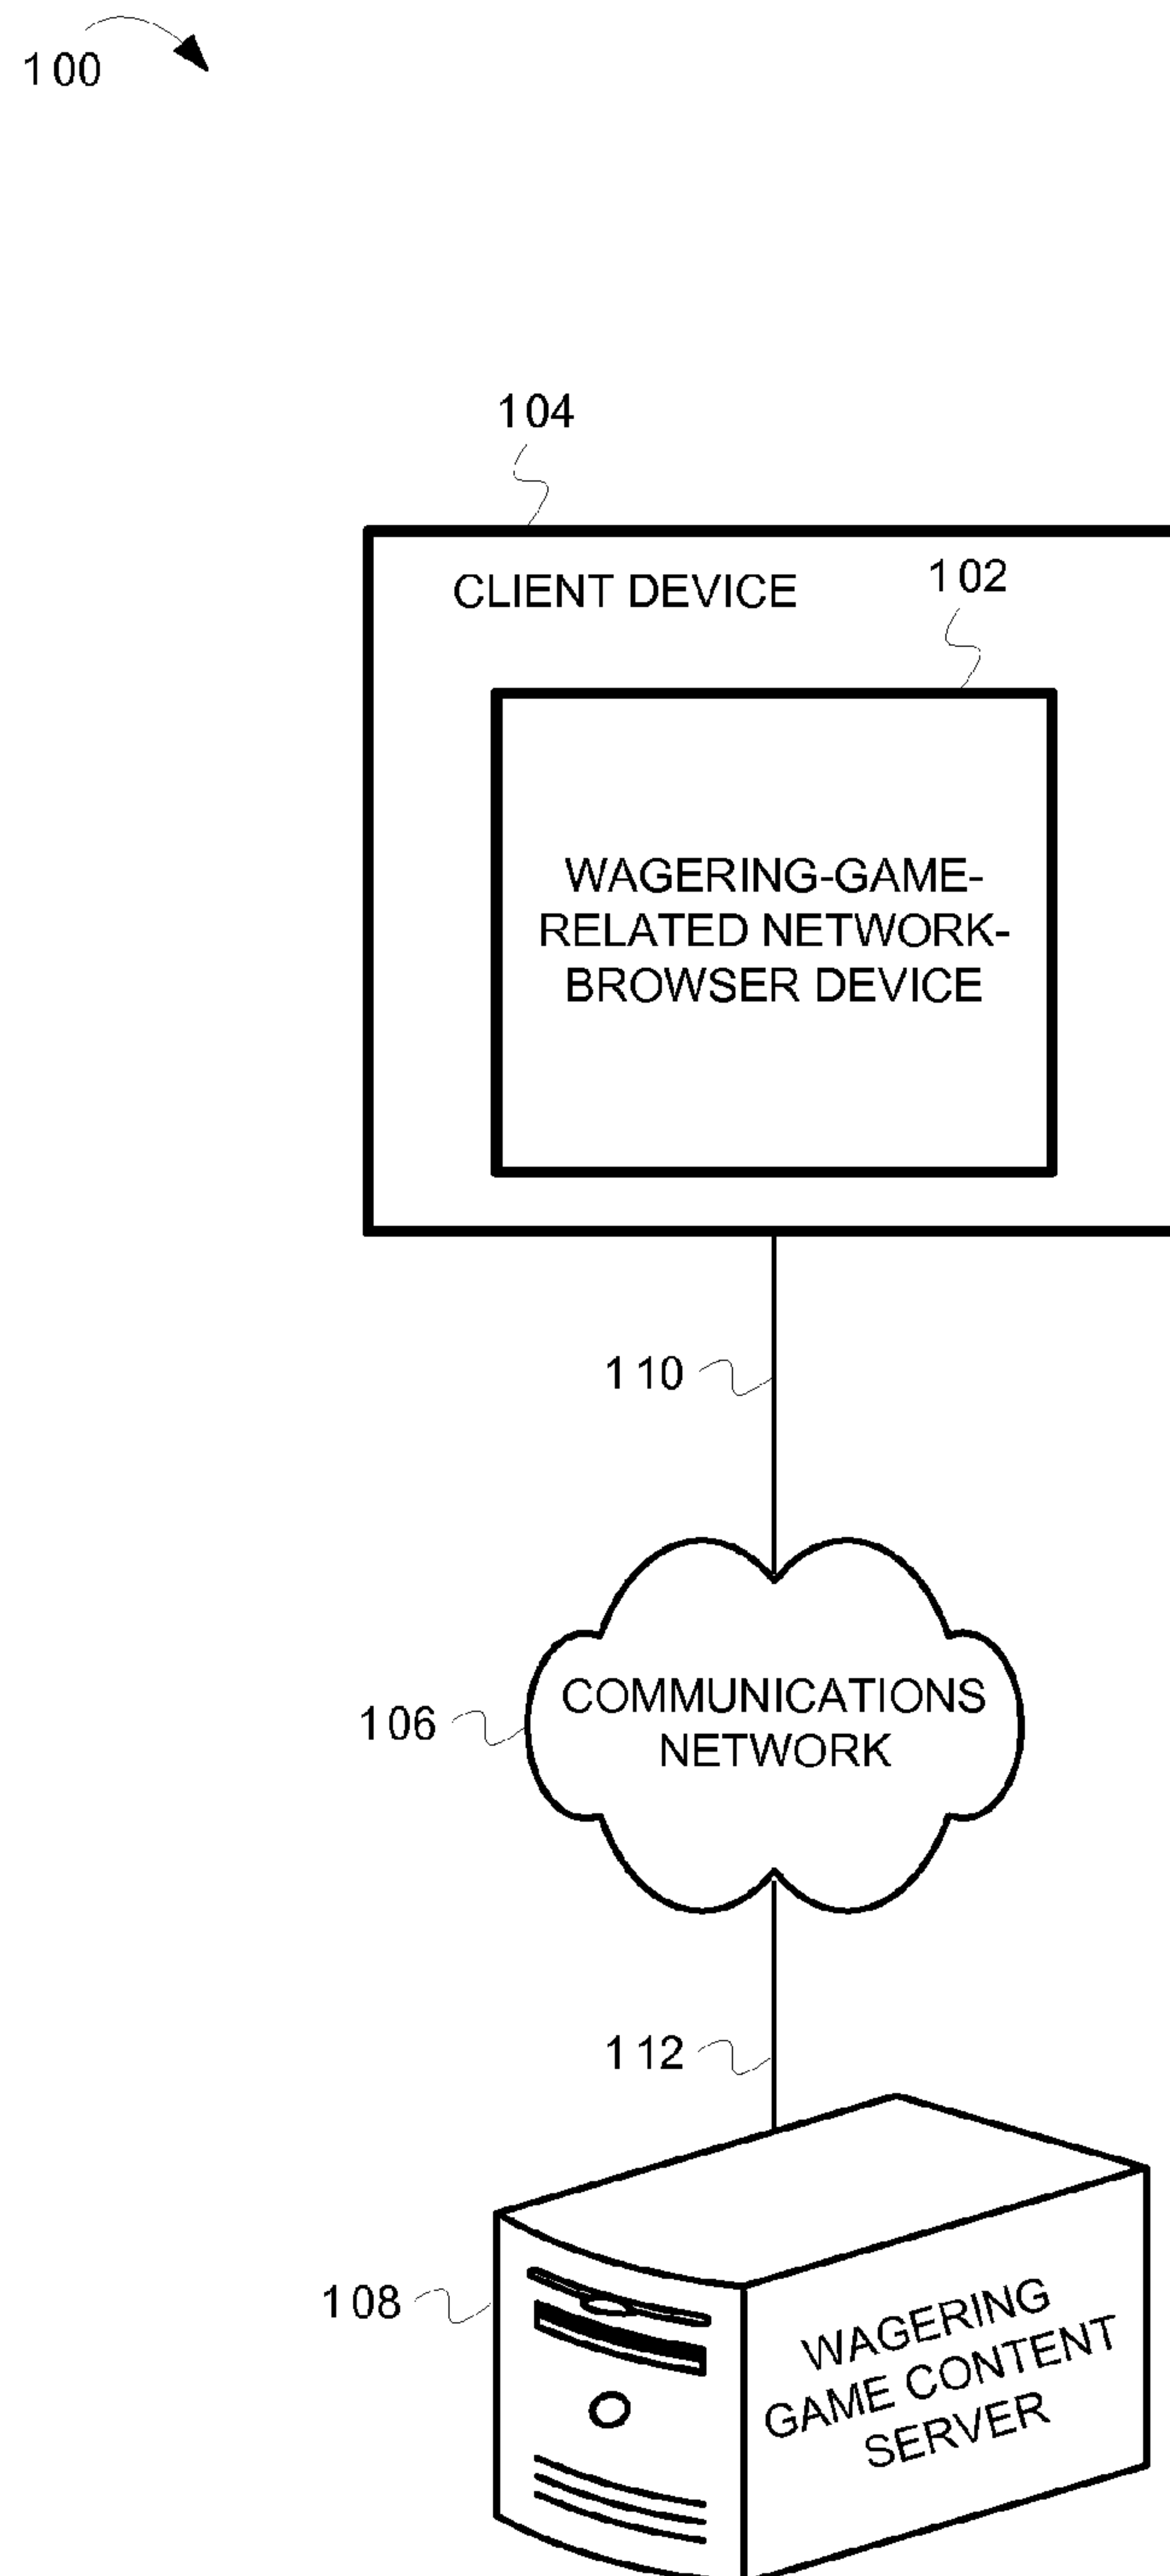 100
104
CLIENT DEVICE
102
WAGERING-GAME-
RELATED NETWORK-
BROWSER DEVICE
110
COMMUNICATIONS
106
NETWORK
112
108
WAGERING
GAME CONTENT
SERVER